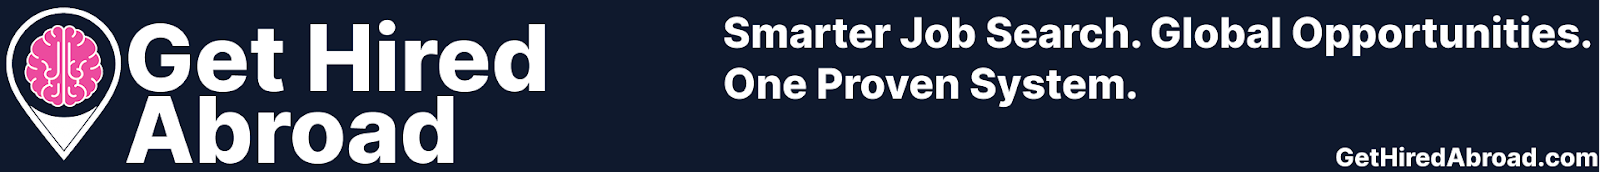 Get Hired
Abroad
Smarter Job Search. Global Opportunities.
One Proven System.
GetHiredAbroad.com